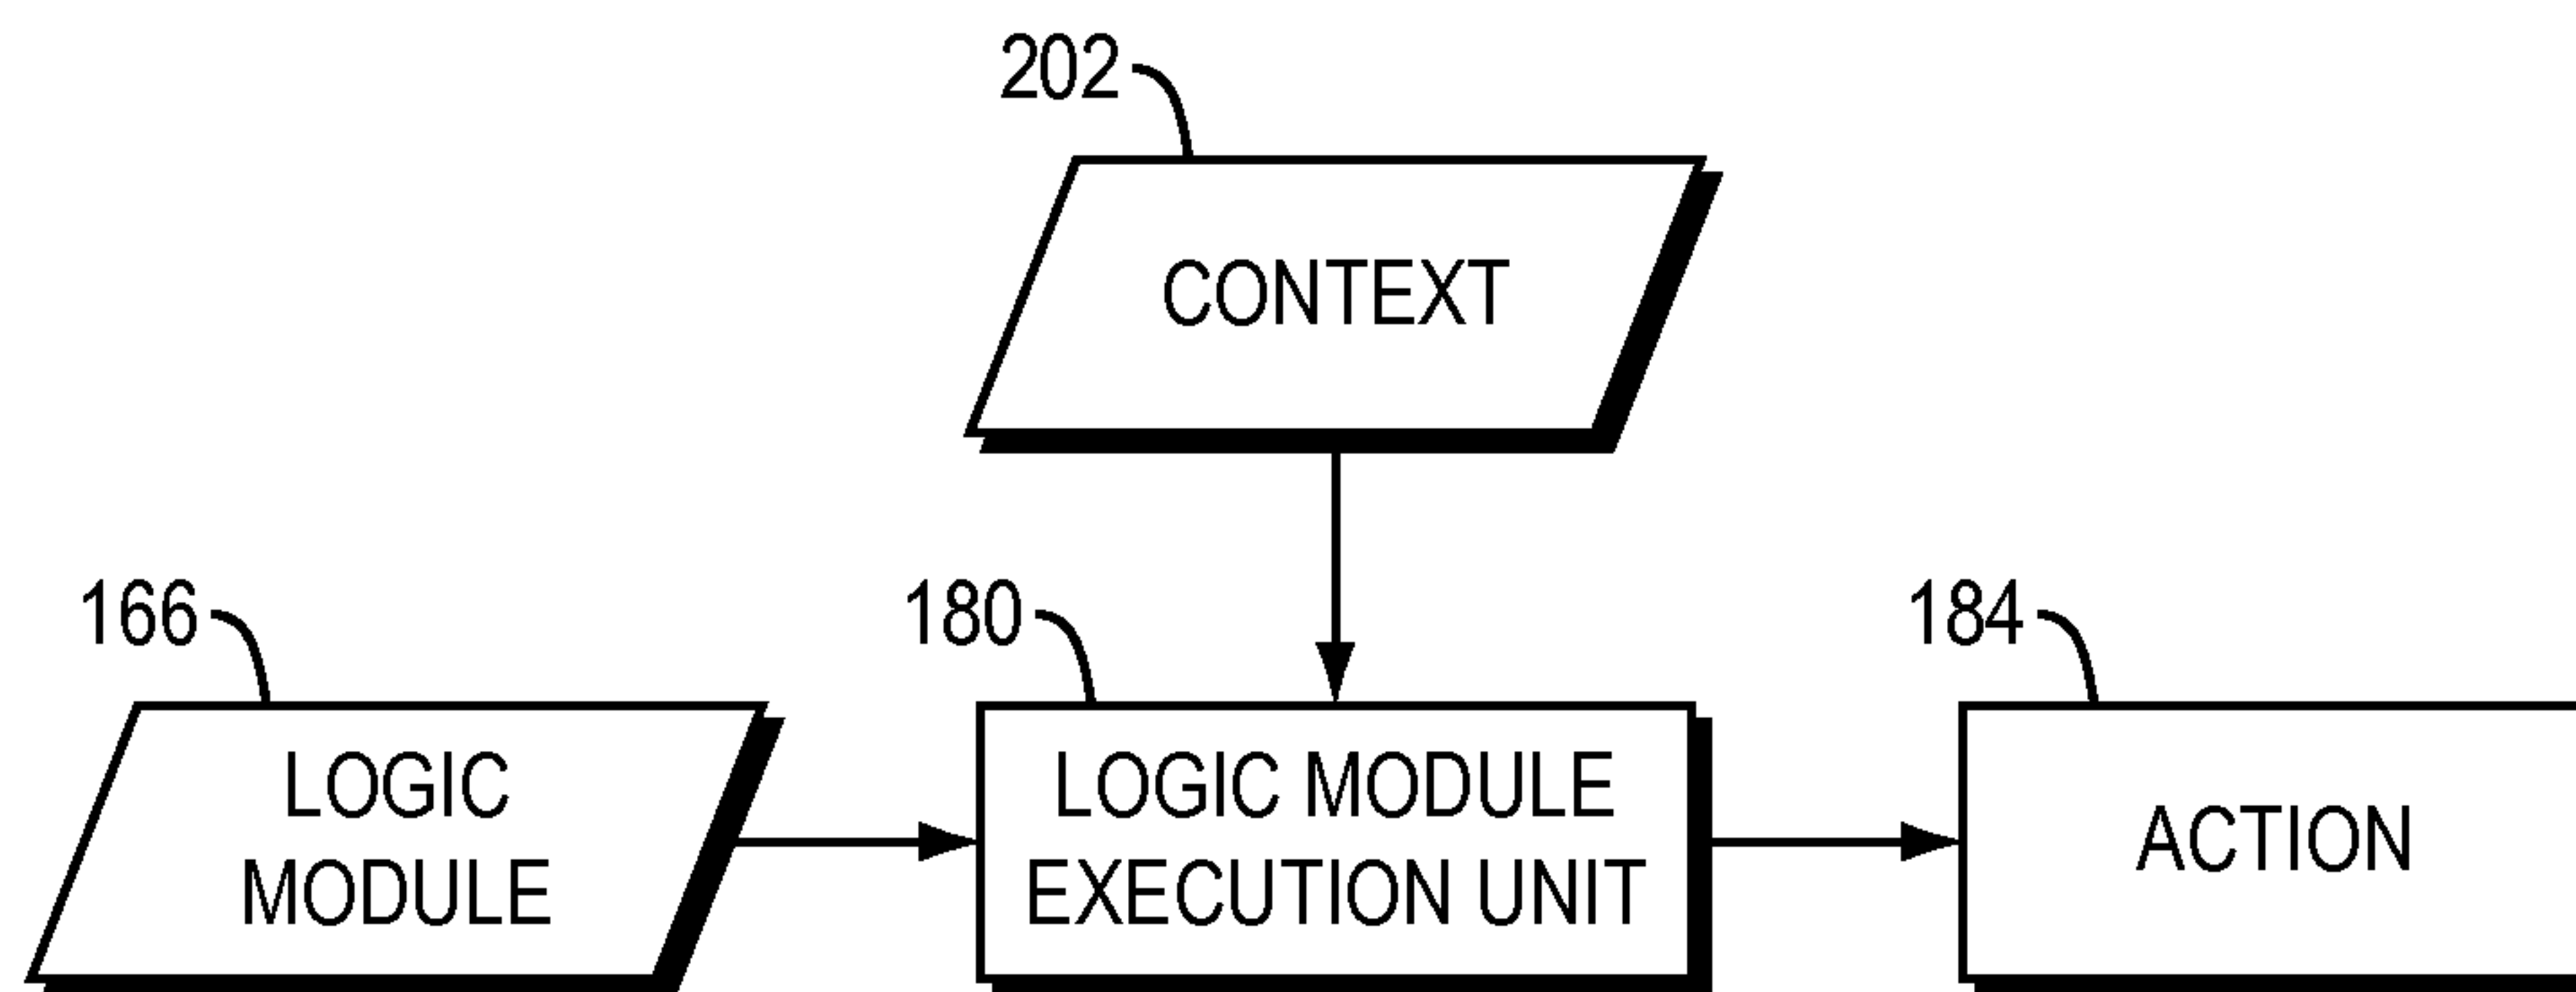 202
CONTEXT
166
180
184
LOGIC
MODULE
LOGIC MODULE
EXECUTION UNIT
ACTION